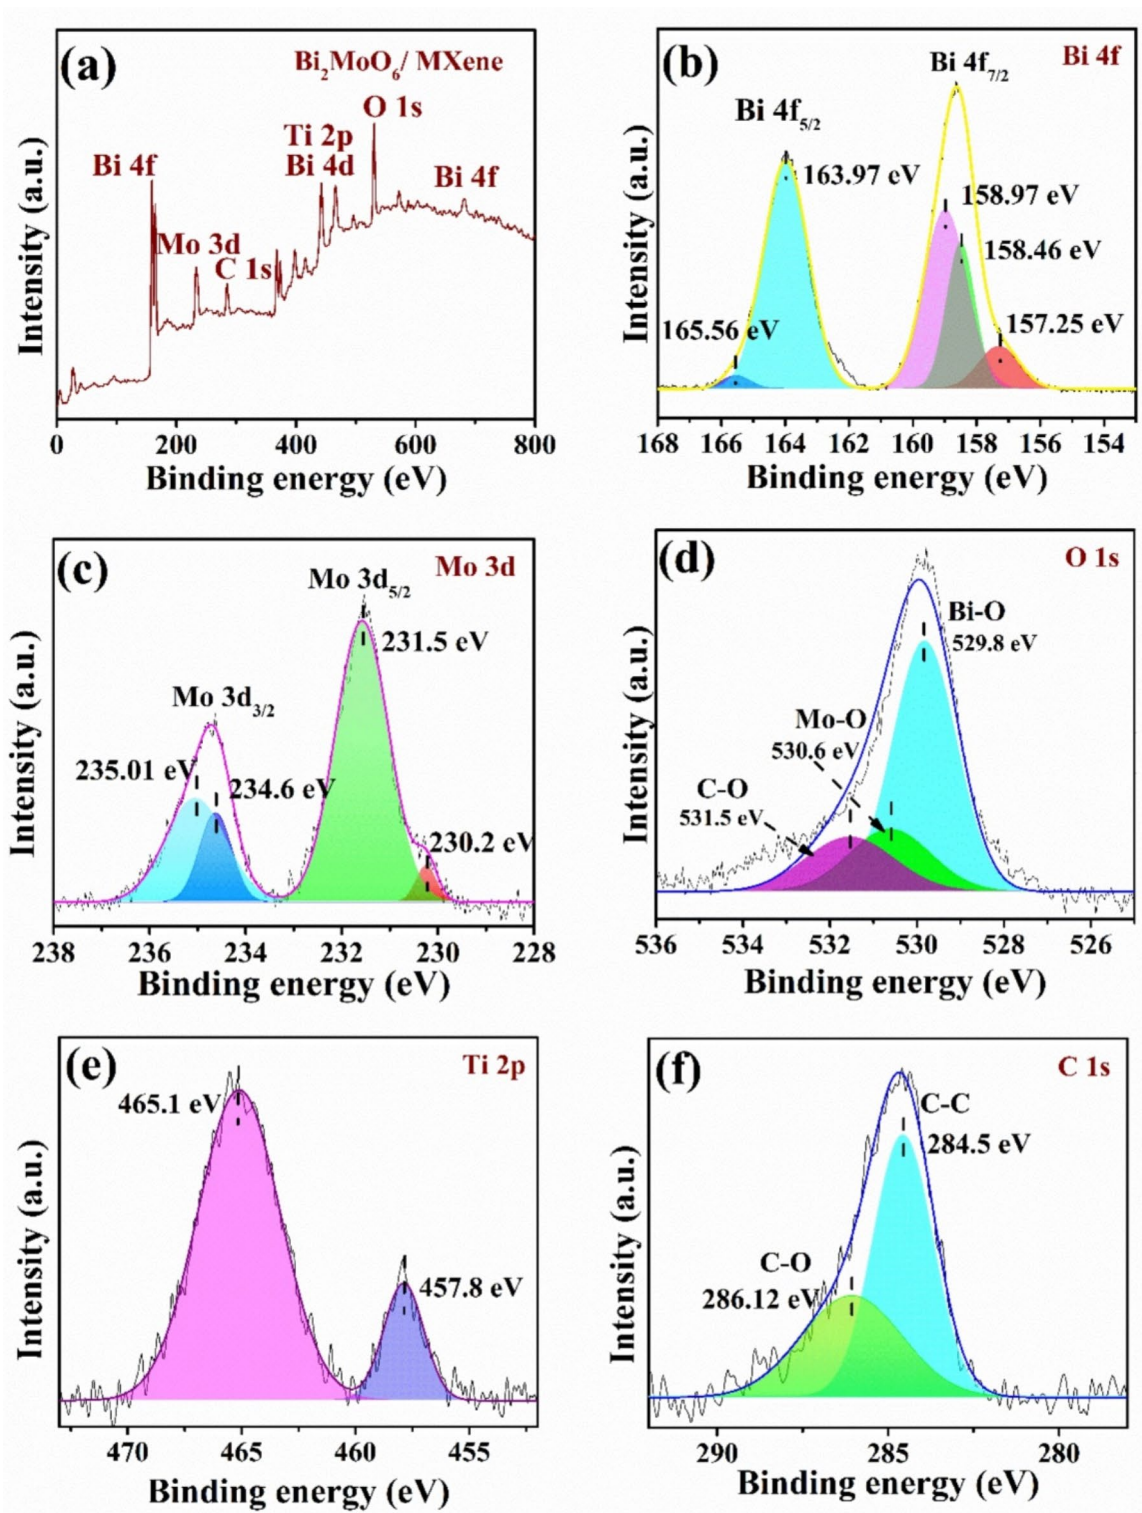 (a)
Bi₂MoO₆/ MXene
O 1s
Ti 2p
Bi 4d
Bi 4f
Bi 4f
Mo 3d
C 1s
Intensity (a.u.)
0 200 400 600 800
Binding energy (eV)
(b)
Bi 4f
Bi 4f₇/₂
Bi 4f₅/₂
163.97 eV
158.97 eV
158.46 eV
165.56 eV
157.25 eV
Intensity (a.u.)
168 166 164 162 160 158 156 154
Binding energy (eV)
(c)
Mo 3d
Mo 3d₅/₂
231.5 eV
Mo 3d₃/₂
235.01 eV
234.6 eV
230.2 eV
Intensity (a.u.)
238 236 234 231 230 228
Binding energy (eV)
(d)
O 1s
Bi-O
529.8 eV
Mo-O
530.6 eV
C-O
531.5 eV
Intensity (a.u.)
536 534 531 530 528 526
Binding energy (eV)
(e)
Ti 2p
465.1 eV
457.8 eV
Intensity (a.u.)
470 465 460 455
Binding energy (eV)
(f)
C 1s
C-C
284.5 eV
C-O
286.12 eV
Intensity (a.u.)
290 285 280
Binding energy (eV)